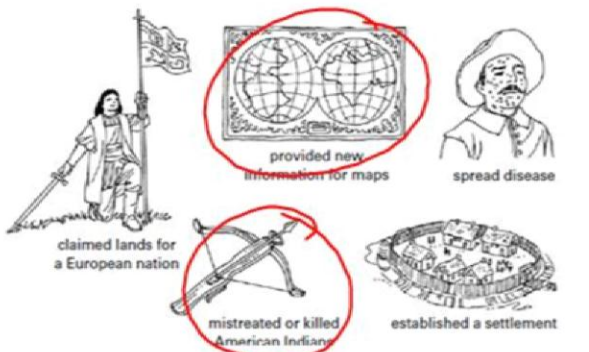 provided new
information for maps
spread disease
claimed lands for
a European nation
mistreated or killed
American Indians
established a settlement